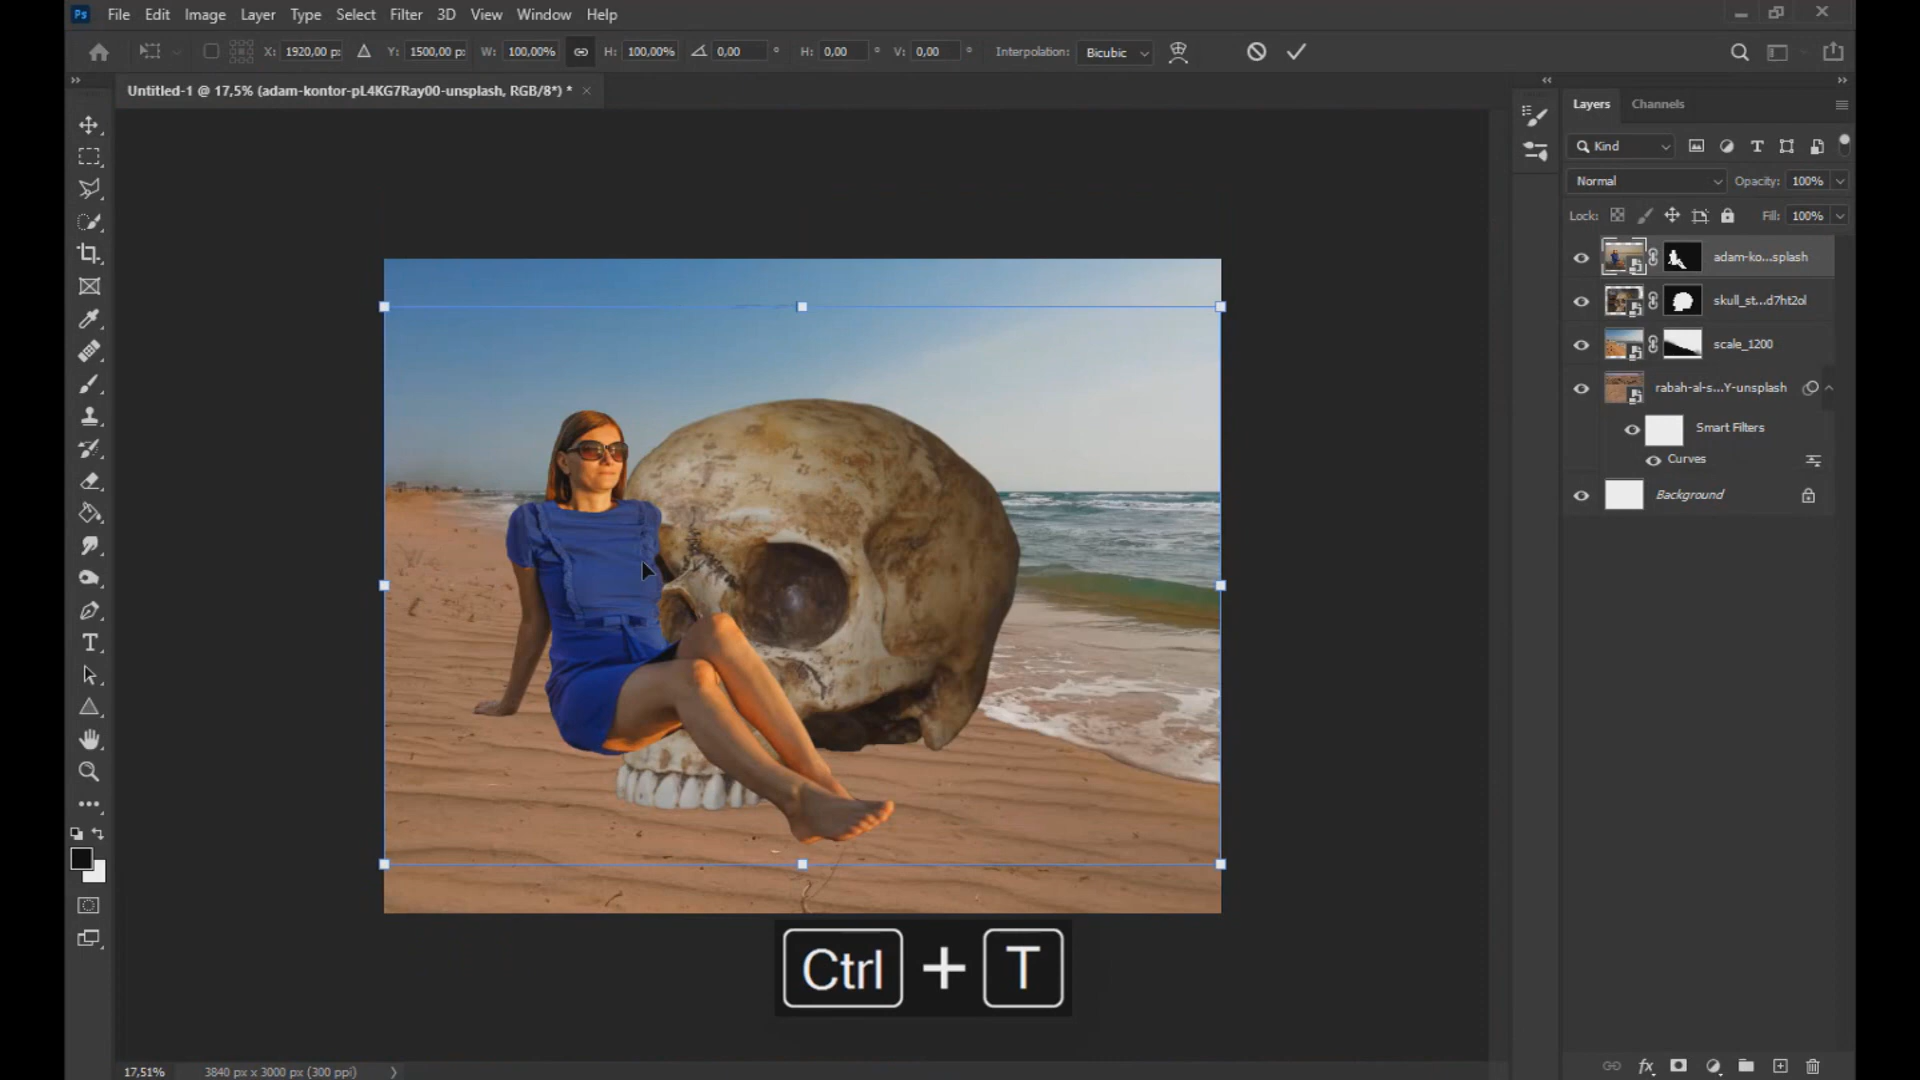 Ps File Edit Image Layer Type Select Filter 3D View Window Help
X: 1920,00 p: Y: 1500,00 p: W: 100,00% H: 100,00% 0,00 ° H: 0,00 ° V: 0,00 ° Interpolation: Bicubic
Untitled-1 @ 17,5% (adam-kontor-pL4KG7Ray00-unsplash, RGB/8*) * ×
Layers Channels
Kind
Normal Opacity: 100%
Lock: Fill: 100%
adam-ko...splash
skull_st...d7ht2ol
scale_1200
rabah-al-s...Y-unsplash
Smart Filters
Curves
Background
Ctrl + T
17,51% 3840 px x 3000 px (300 ppi)